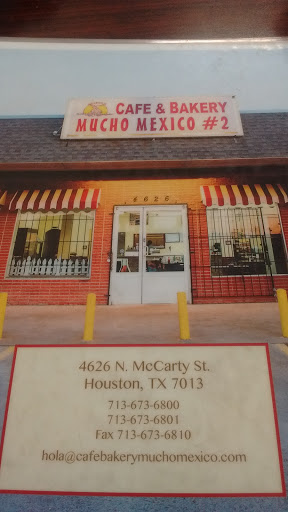 CAFE & BAKERY
MUCHO MEXICO #2
4626 N. McCarty St.
Houston, TX 7013
713-673-6800
713-673-6801
Fax 713-673-6810
hola@cafebakerymuchomexico.com